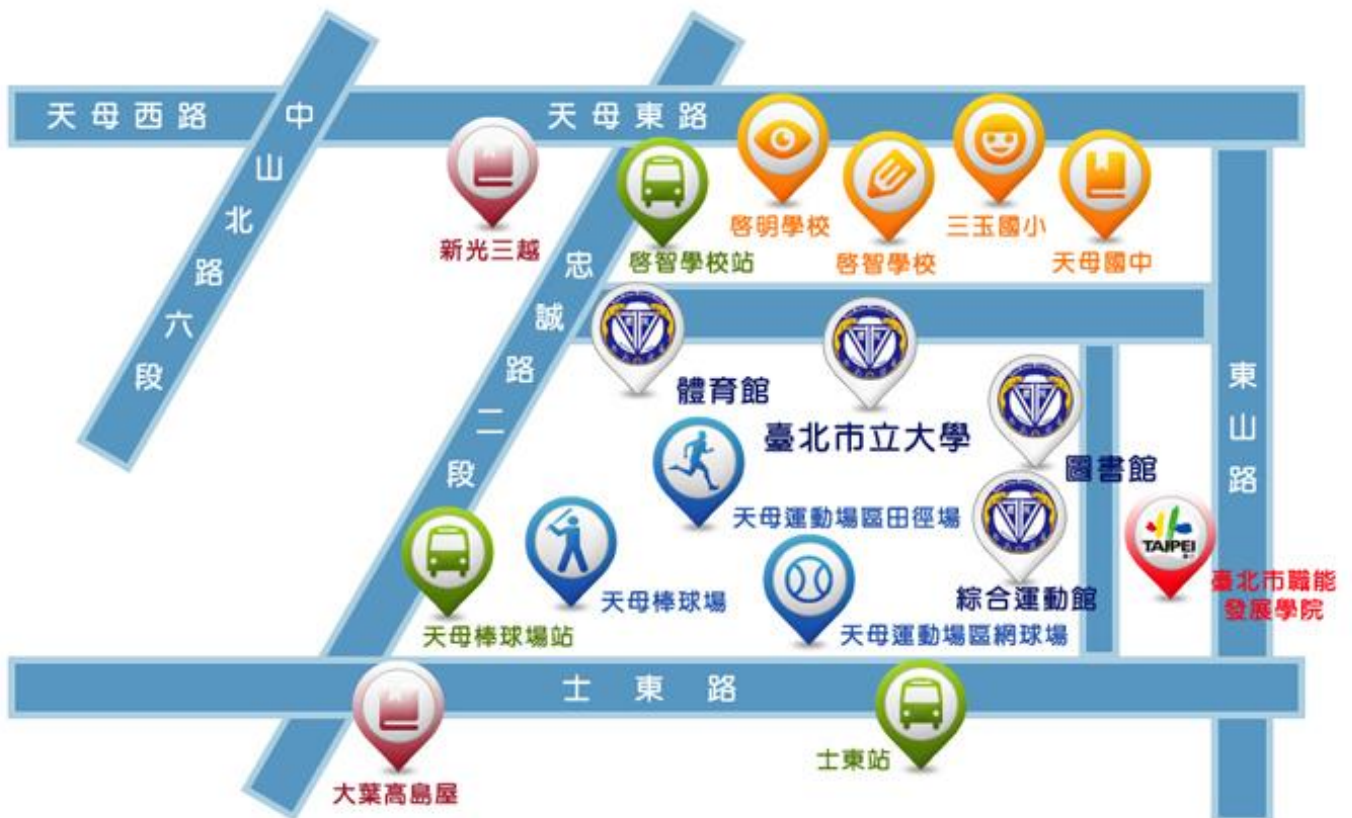 天母西路
中山北路六段
天母東路
新光三越
啓智學校站
啓明學校
啓智學校
三玉國小
天母國中
忠誠路二段
東山路
體育館
臺北市立大學
圖書館
天母運動場區田徑場
TAIPEI
臺北市職能
發展學院
綜合運動館
天母棒球場
天母運動場區網球場
天母棒球場站
士東路
士東站
大葉高島屋